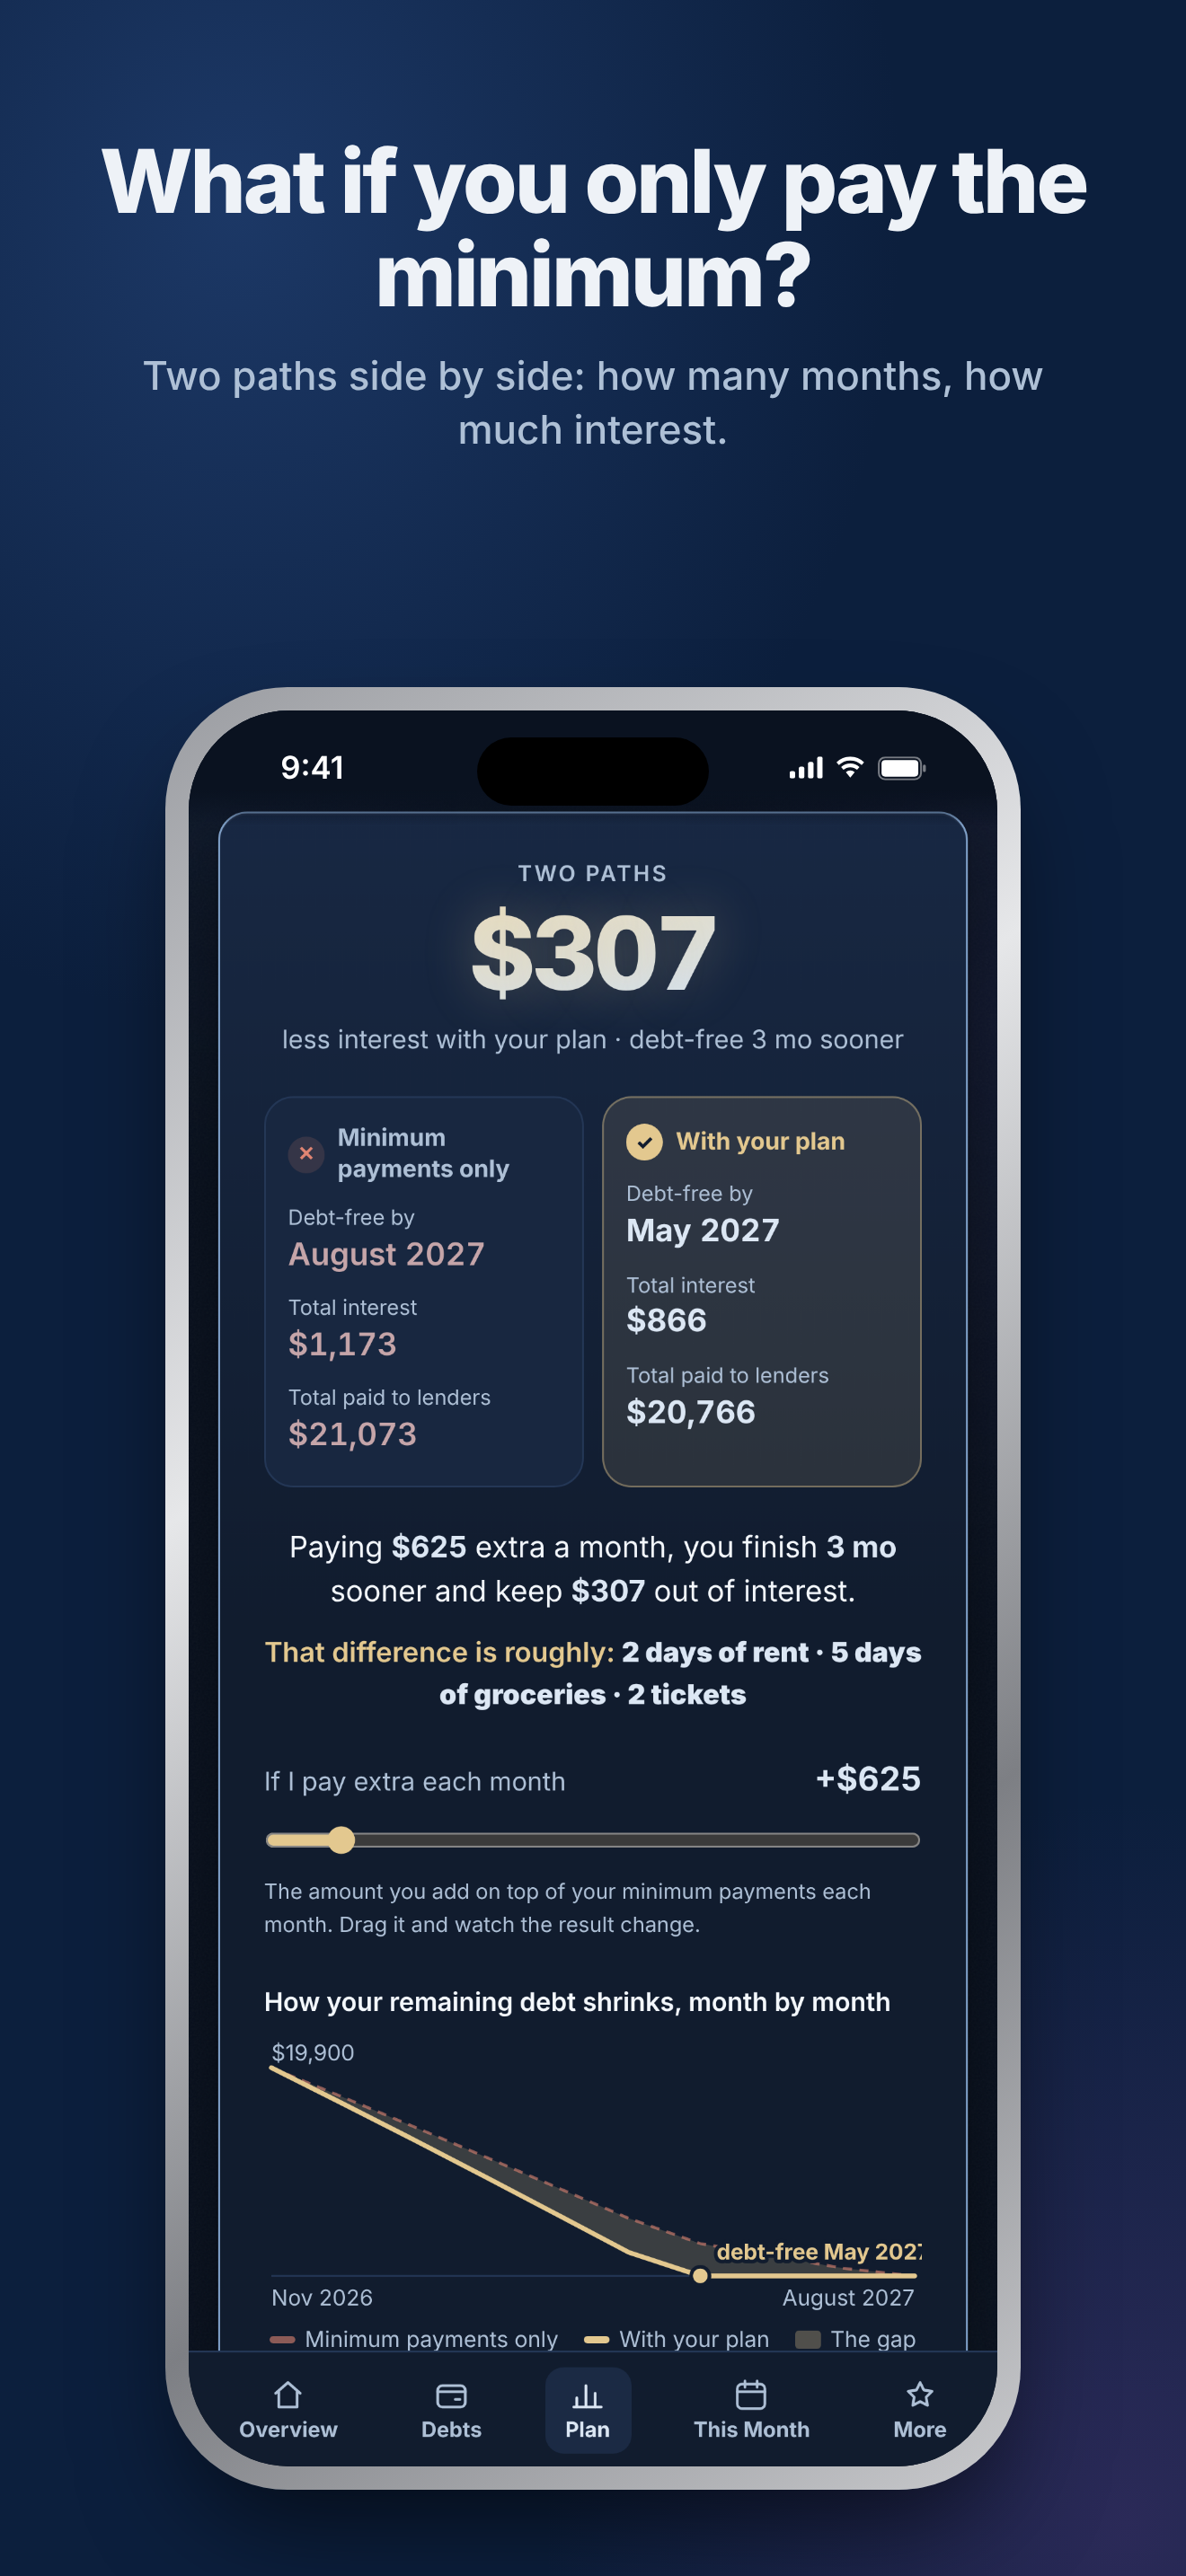 What if you only pay the
minimum?
Two paths side by side: how many months, how
much interest.
9:41
TWO PATHS
$307
less interest with your plan · debt-free 3 mo sooner
Minimum
payments only
Debt-free by
August 2027
Total interest
$1,173
Total paid to lenders
$21,073
With your plan
Debt-free by
May 2027
Total interest
$866
Total paid to lenders
$20,766
Paying $625 extra a month, you finish 3 mo
sooner and keep $307 out of interest.
That difference is roughly: 2 days of rent · 5 days
of groceries · 2 tickets
If I pay extra each month
+$625
The amount you add on top of your minimum payments each
month. Drag it and watch the result change.
How your remaining debt shrinks, month by month
$19,900
debt-free May 2027
Nov 2026
August 2027
Minimum payments only
With your plan
The gap
Overview
Debts
Plan
This Month
More